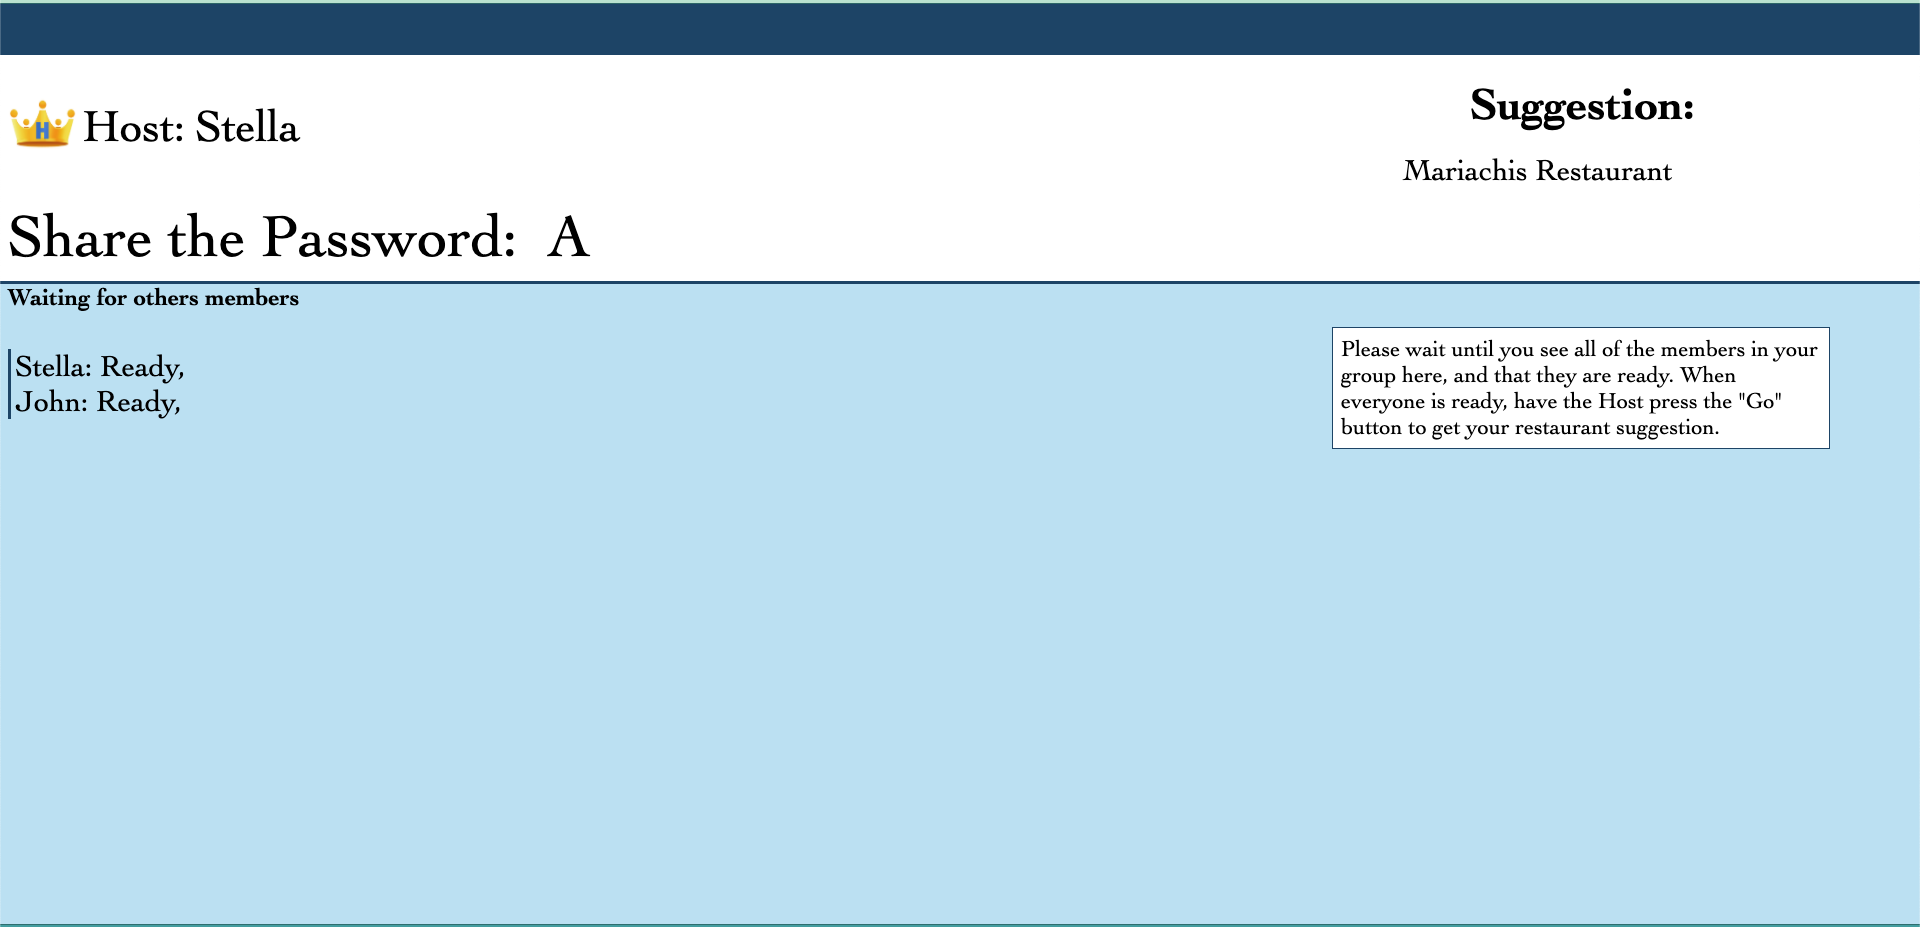 H
Host: Stella
Suggestion:
Mariachis Restaurant
Share the Password: A
Waiting for others members
Stella: Ready,
John: Ready,
Please wait until you see all of the members in your
group here, and that they are ready. When
everyone is ready, have the Host press the "Go"
button to get your restaurant suggestion.